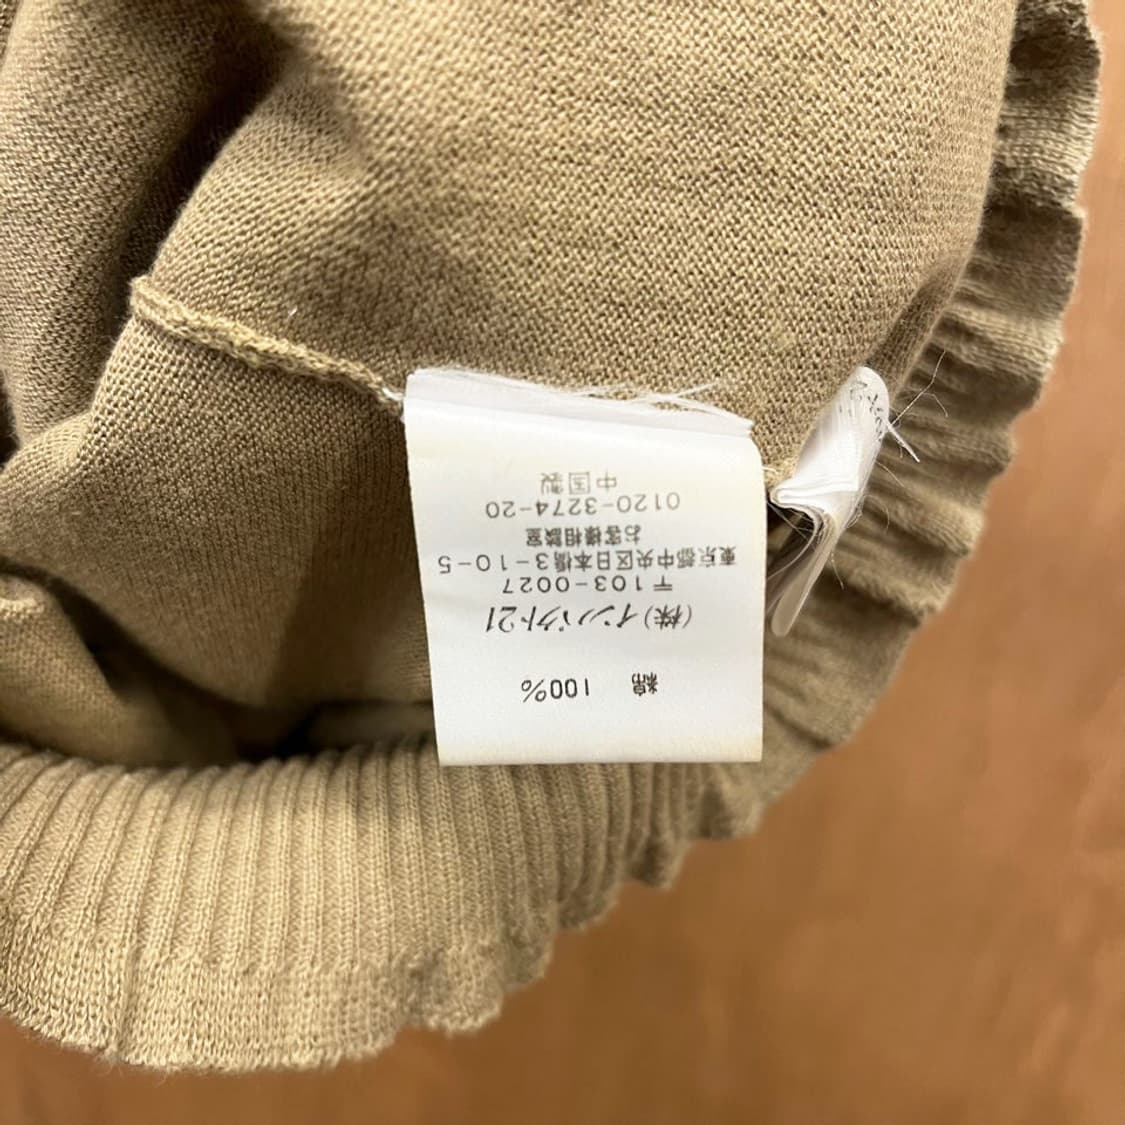 綿 100%
(株)インパクト21
〒103-0027
東京都中央区日本橋3-10-5
お客様相談室
0120-3274-20
中国製